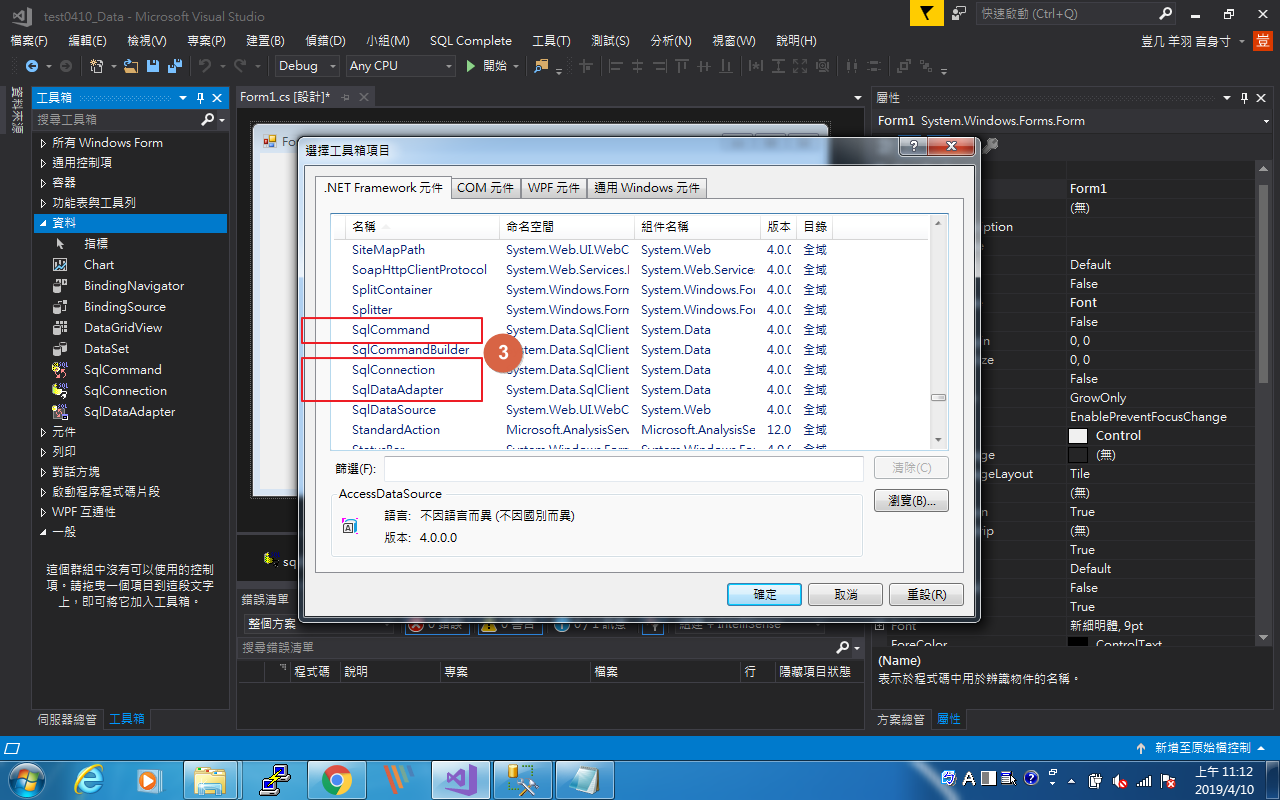 test0410_Data - Microsoft Visual Studio
快速啟動 (Ctrl+Q)
檔案(F) 編輯(E) 檢視(V) 專案(P) 建置(B) 偵錯(D) 小組(M) SQL Complete 工具(T) 測試(S) 分析(N) 視窗(W) 說明(H)
豈几 羊羽 言身寸 豈
Debug Any CPU 開始
資料來源
工具箱
搜尋工具箱
所有 Windows Form
通用控制項
容器
功能表與工具列
資料
指標
Chart
BindingNavigator
BindingSource
DataGridView
DataSet
SqlCommand
SqlConnection
SqlDataAdapter
元件
列印
對話方塊
啟動程序程式碼片段
WPF 互通性
一般
這個群組中沒有可以使用的控制
項。請拖曳一個項目到這段文字
上，即可將它加入工具箱。
伺服器總管 工具箱
Form1.cs [設計]*
選擇工具箱項目
.NET Framework 元件 COM 元件 WPF 元件 通用 Windows 元件
名稱 命名空間 組件名稱 版本 目錄
SiteMapPath System.Web.UI.WebC System.Web 4.0.0 全域
SoapHttpClientProtocol System.Web.Services.I System.Web.Service 4.0.0 全域
SplitContainer System.Windows.Form System.Windows.For 4.0.0 全域
Splitter System.Windows.Form System.Windows.For 4.0.0 全域
SqlCommand System.Data.SqlClient System.Data 4.0.0 全域
SqlCommandBuilder System.Data.SqlClient System.Data 4.0.0 全域
SqlConnection System.Data.SqlClient System.Data 4.0.0 全域
SqlDataAdapter System.Data.SqlClient System.Data 4.0.0 全域
SqlDataSource System.Web.UI.WebC System.Web 4.0.0 全域
StandardAction Microsoft.AnalysisServ Microsoft.AnalysisSe 12.0 全域
3
篩選(F): 清除(C)
瀏覽(B)...
AccessDataSource
語言: 不因語言而異 (不因國別而異)
版本: 4.0.0.0
確定 取消 重設(R)
錯誤清單
整個方案
搜尋錯誤清單
程式碼 說明 專案 檔案 行 隱藏項目狀態
屬性
Form1 System.Windows.Forms.Form
Form1
(無)
ption
Default
False
Font
False
0, 0
ze 0, 0
False
GrowOnly
EnablePreventFocusChange
Control
ge (無)
geLayout Tile
(無)
n True
rip (無)
True
Default
False
True
Font 新細明體, 9pt
ForeColor ControlText
(Name)
表示於程式碼中用於辨識物件的名稱。
方案總管 屬性
新增至原始檔控制
上午 11:12
2019/4/10